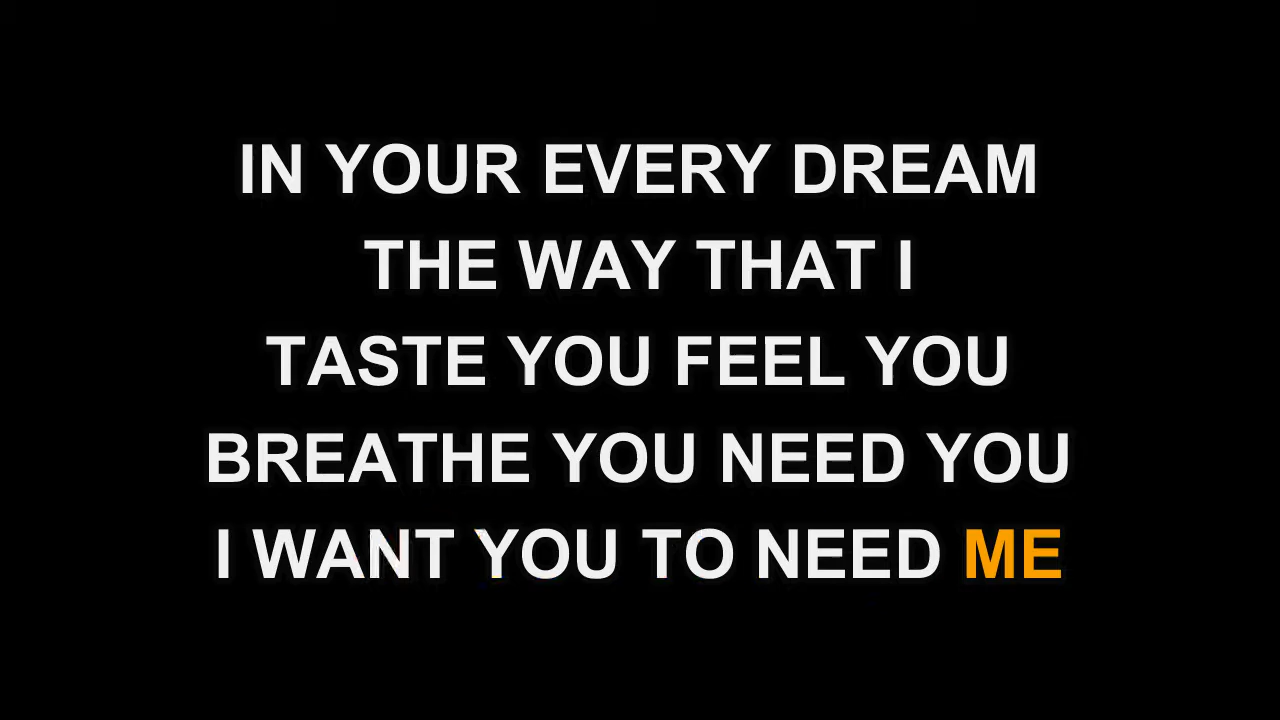 IN YOUR EVERY DREAM
THE WAY THAT I
TASTE YOU FEEL YOU
BREATHE YOU NEED YOU
I WANT YOU TO NEED ME